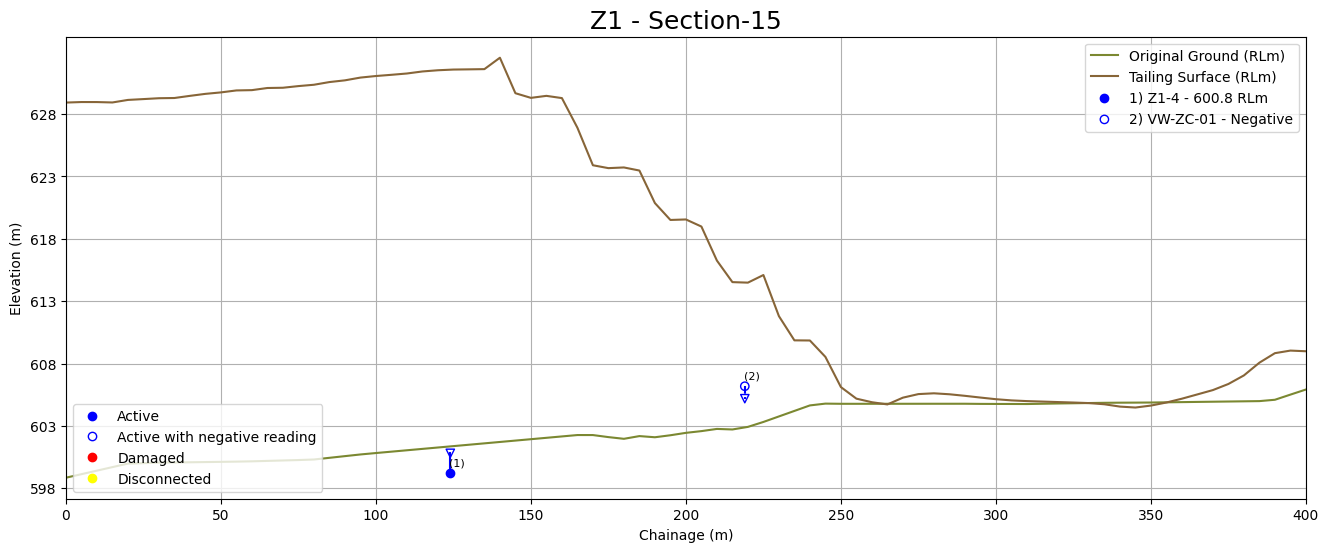 Z1 - Section-15
Elevation (m)
628
623
618
613
608
603
598
Original Ground (RLm)
Tailing Surface (RLm)
1) Z1-4 - 600.8 RLm
2) VW-ZC-01 - Negative
(2)
(1)
Active
Active with negative reading
Damaged
Disconnected
0 50 100 150 200 250 300 350 400
Chainage (m)